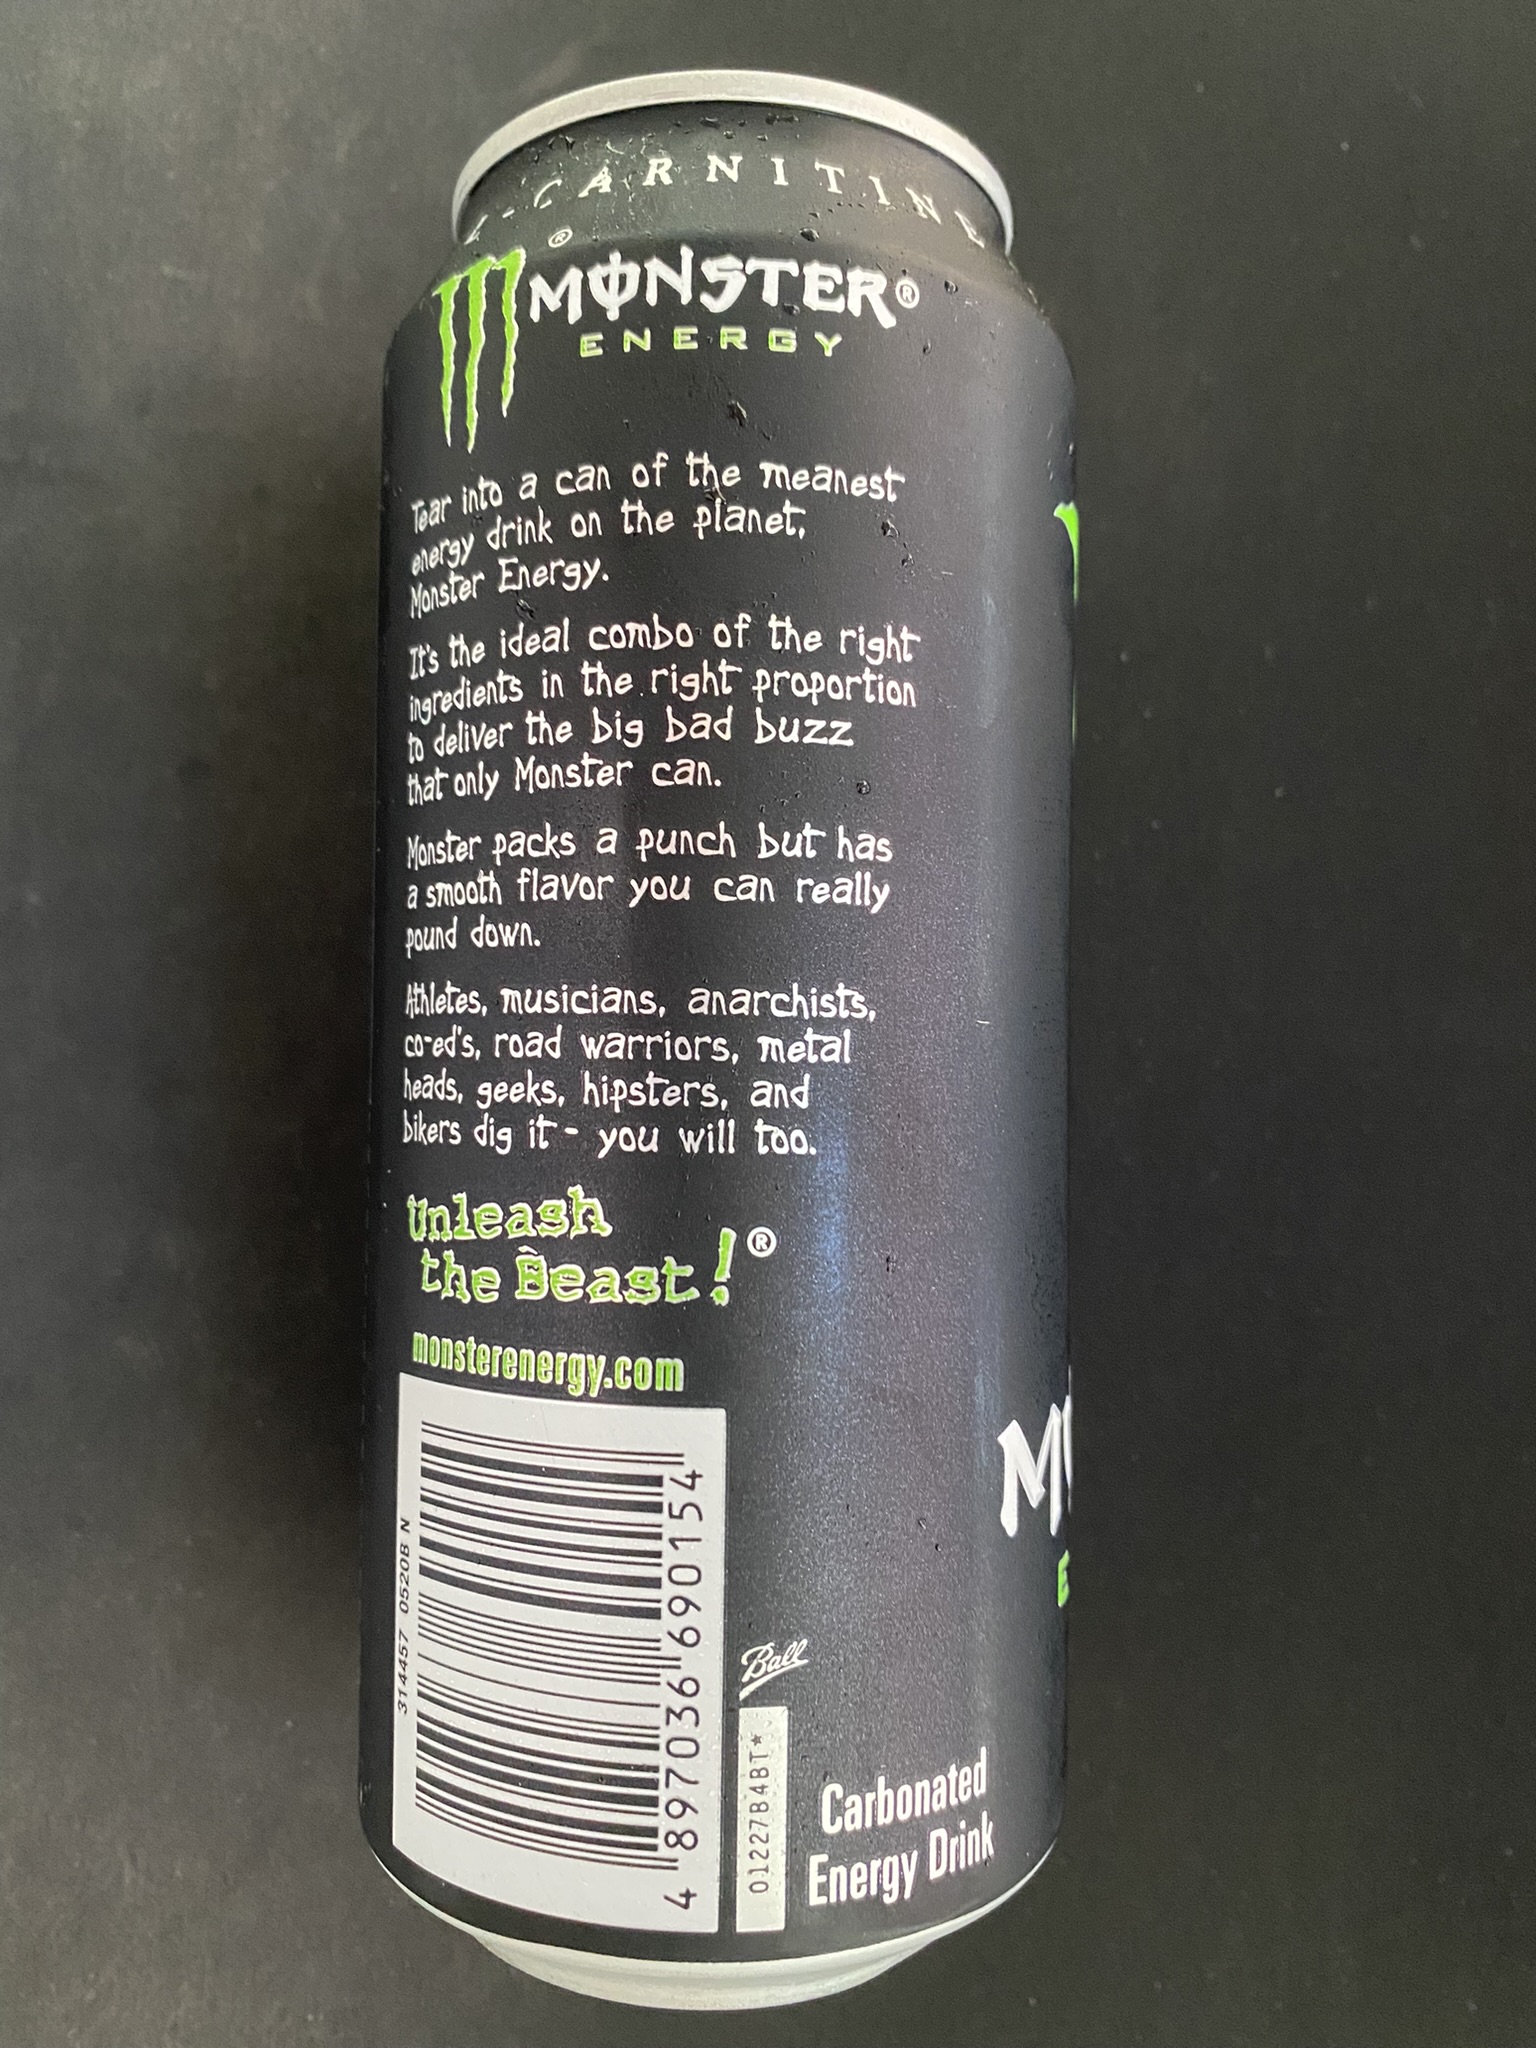 L-CARNITINE
®
MONSTER®
ENERGY
Tear into a can of the meanest
energy drink on the planet,
Monster Energy.
It's the ideal combo of the right
ingredients in the right proportion
to deliver the big bad buzz
that only Monster can.
Monster packs a punch but has
a smooth flavor you can really
pound down.
Athletes, musicians, anarchists,
co-ed's, road warriors, metal
heads, geeks, hipsters, and
bikers dig it - you will too.
Unleash
the Beast!®
monsterenergy.com
314457 0520B N
4 897036 690154
Ball
01227B4BT★
Carbonated
Energy Drink
M
E